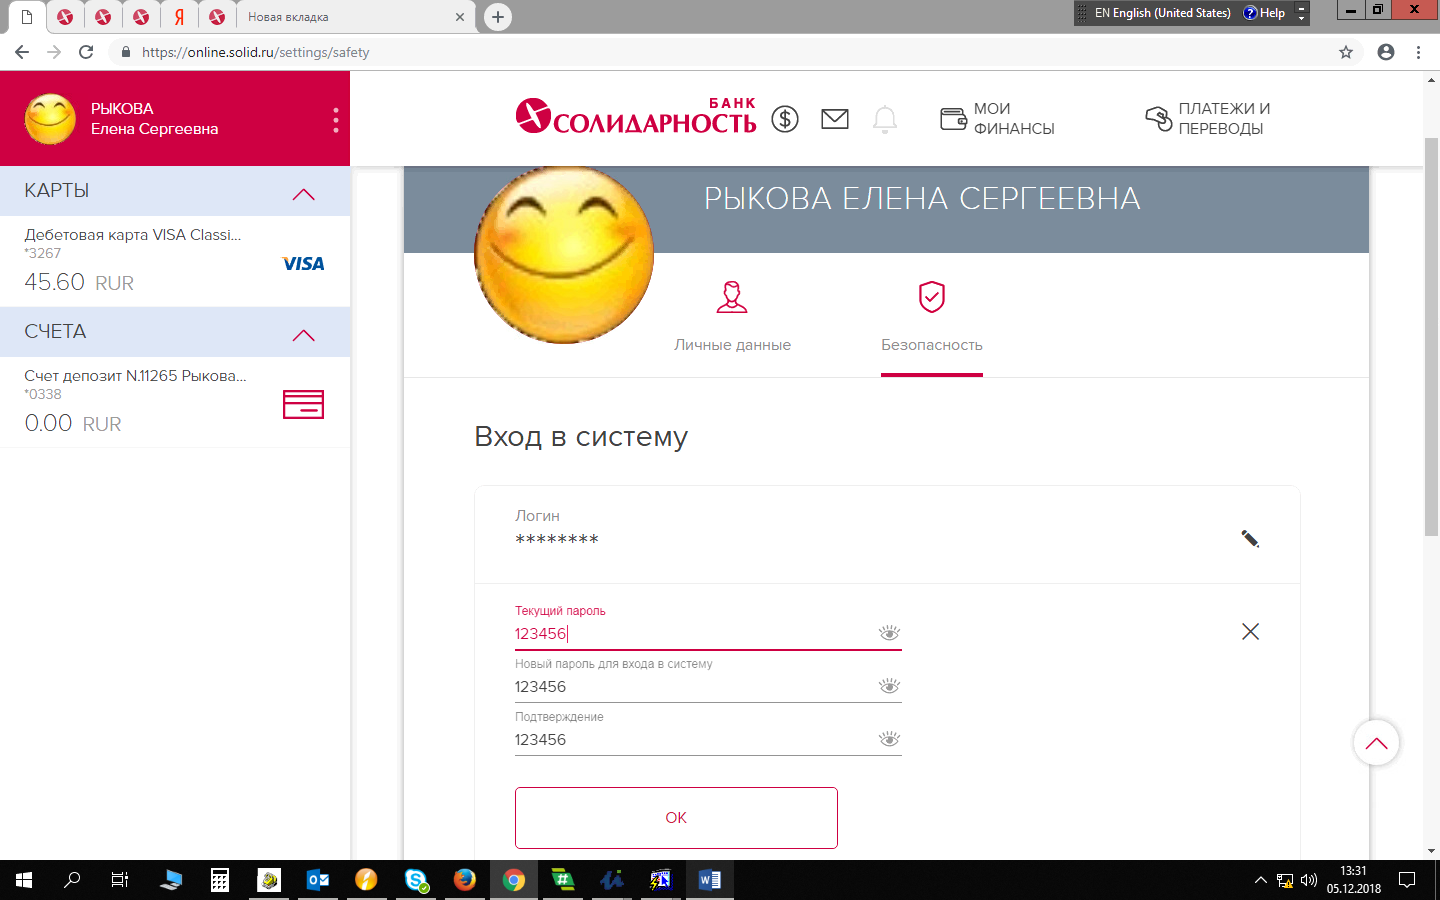 Новая вкладка
EN English (United States) Help
https://online.solid.ru/settings/safety
РЫКОВА
Елена Сергеевна
БАНК
СОЛИДАРНОСТЬ
МОИ
ФИНАНСЫ
ПЛАТЕЖИ И
ПЕРЕВОДЫ
КАРТЫ
Дебетовая карта VISA Classi...
*3267
45.60 RUR
VISA
СЧЕТА
Счет депозит N.11265 Рыкова...
*0338
0.00 RUR
РЫКОВА ЕЛЕНА СЕРГЕЕВНА
Личные данные
Безопасность
Вход в систему
Логин
********
Текущий пароль
123456
Новый пароль для входа в систему
123456
Подтверждение
123456
OK
13:31
05.12.2018